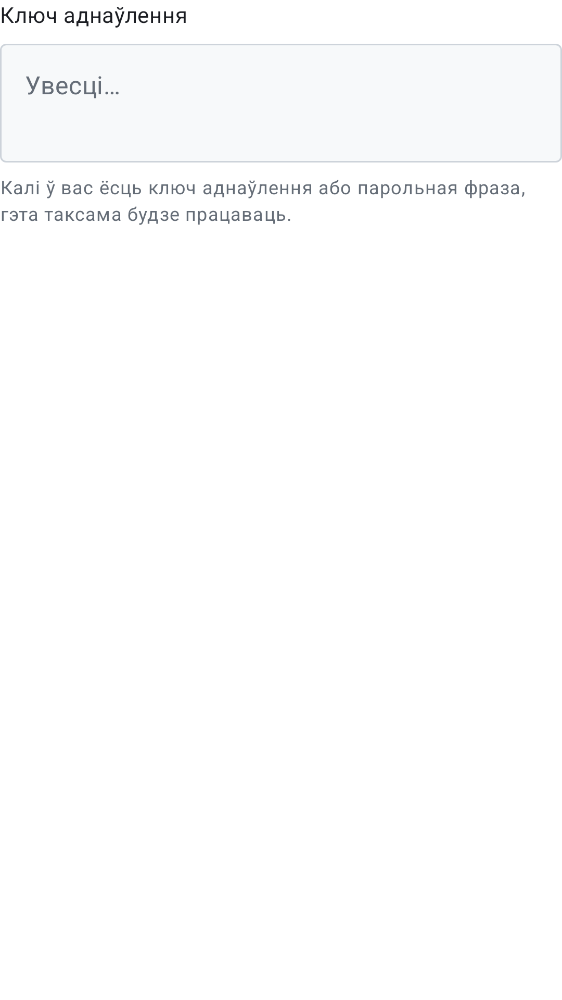 Ключ аднаўлення
Увесці…
Калі ў вас ёсць ключ аднаўлення або парольная фраза,
гэта таксама будзе працаваць.